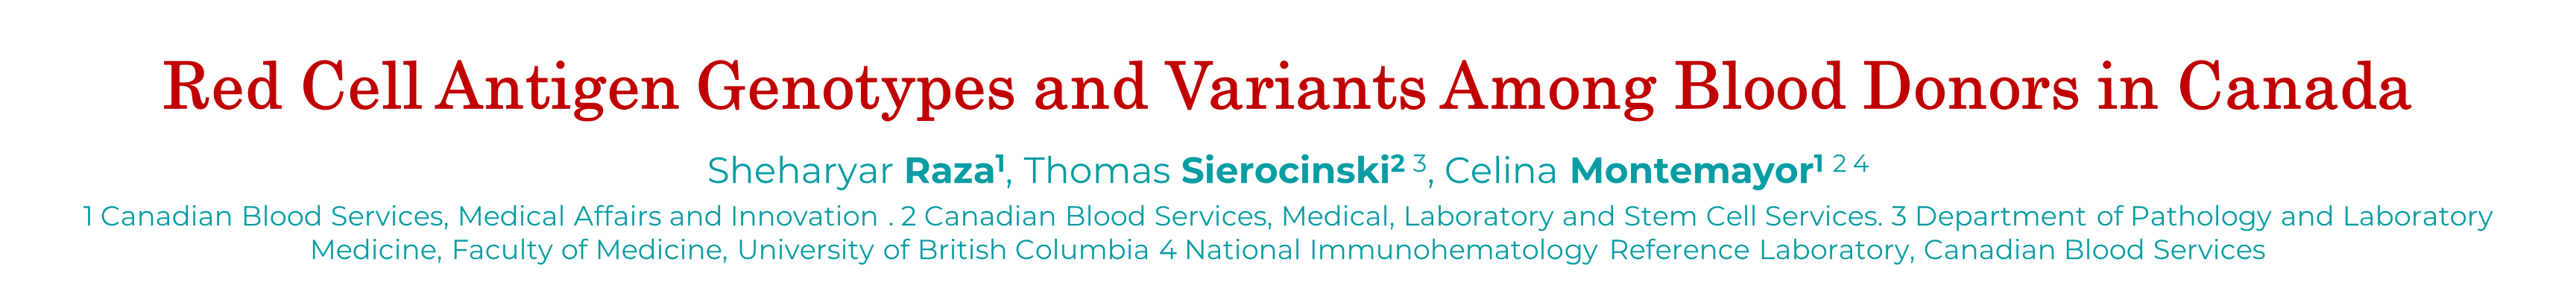 Red Cell Antigen Genotypes and Variants Among Blood Donors in Canada
Sheharyar Raza¹, Thomas Sierocinski² ³, Celina Montemayor¹ ² ⁴
1 Canadian Blood Services, Medical Affairs and Innovation . 2 Canadian Blood Services, Medical, Laboratory and Stem Cell Services. 3 Department of Pathology and Laboratory
Medicine, Faculty of Medicine, University of British Columbia 4 National Immunohematology Reference Laboratory, Canadian Blood Services